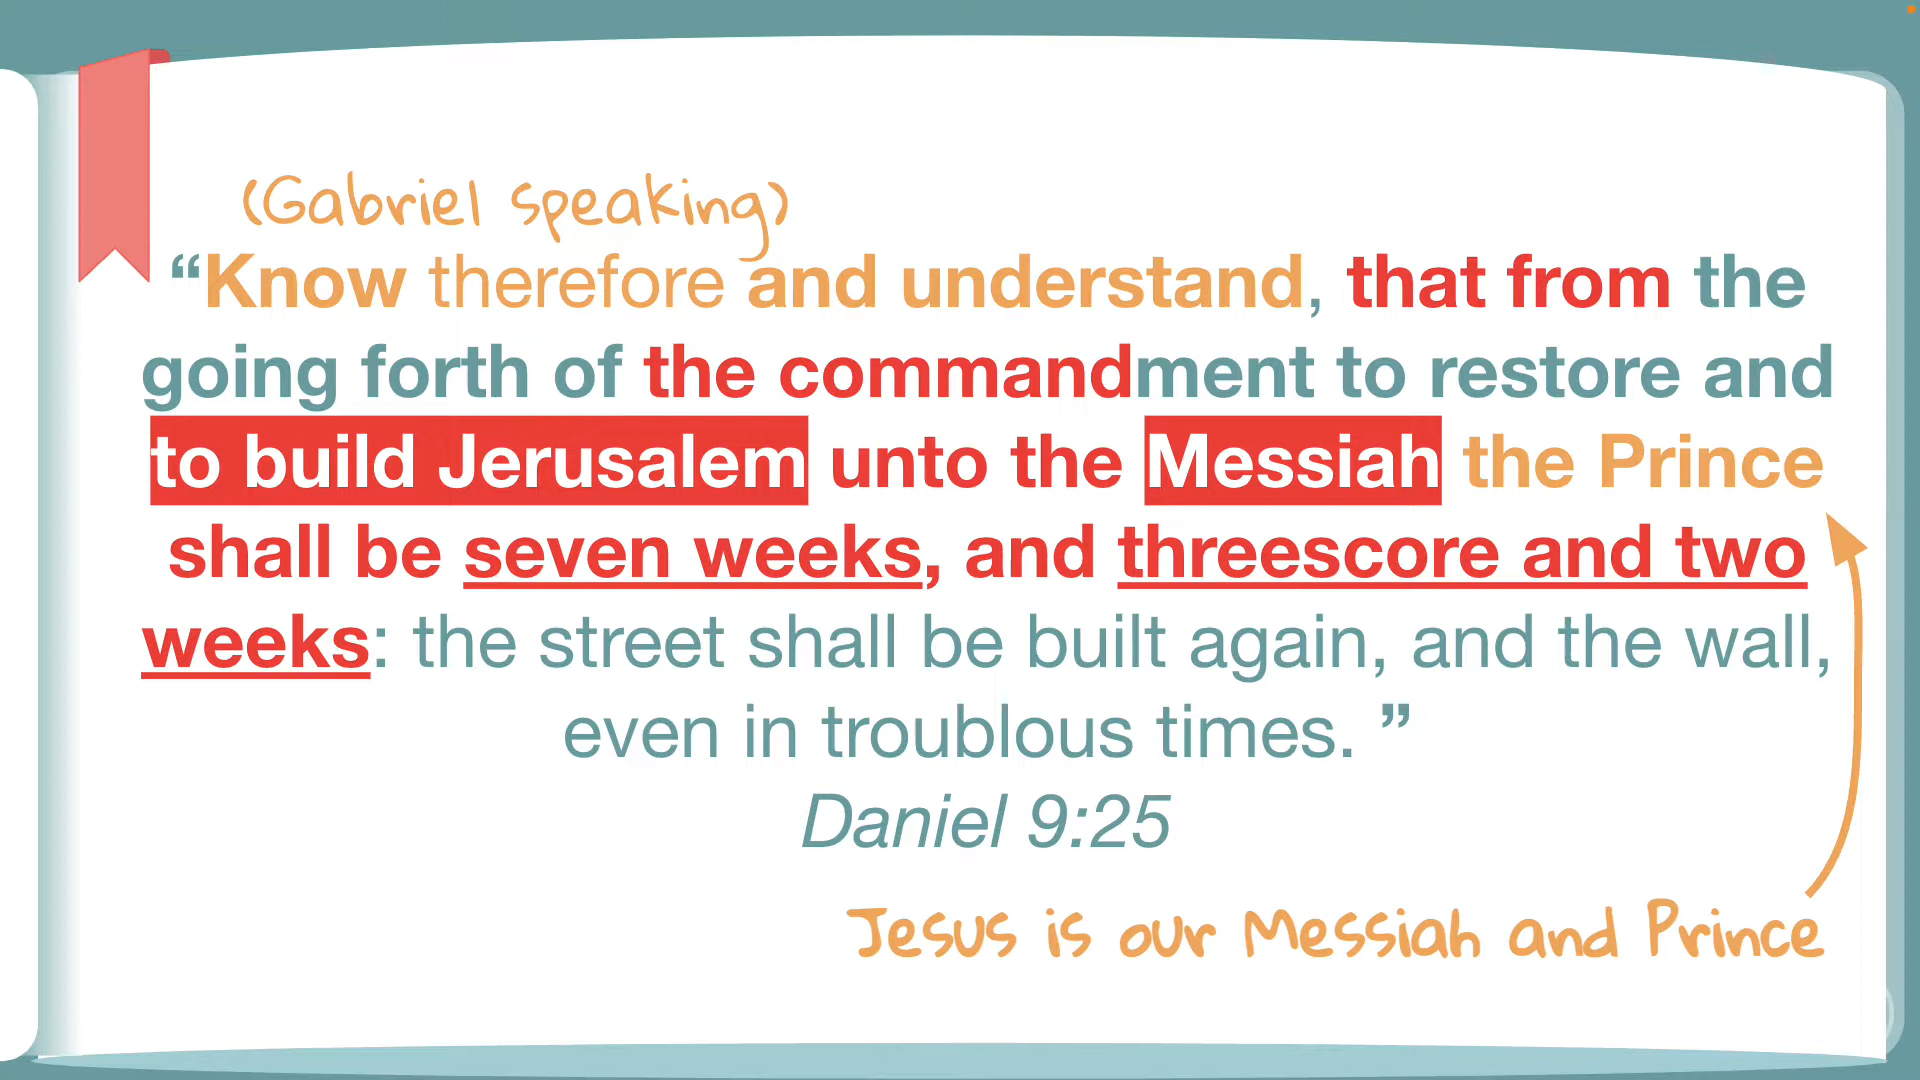 (Gabriel speaking)
“Know therefore and understand, that from the
going forth of the commandment to restore and
to build Jerusalem unto the Messiah the Prince
shall be seven weeks, and threescore and two
weeks: the street shall be built again, and the wall,
even in troublous times. ”
Daniel 9:25
Jesus is our Messiah and Prince